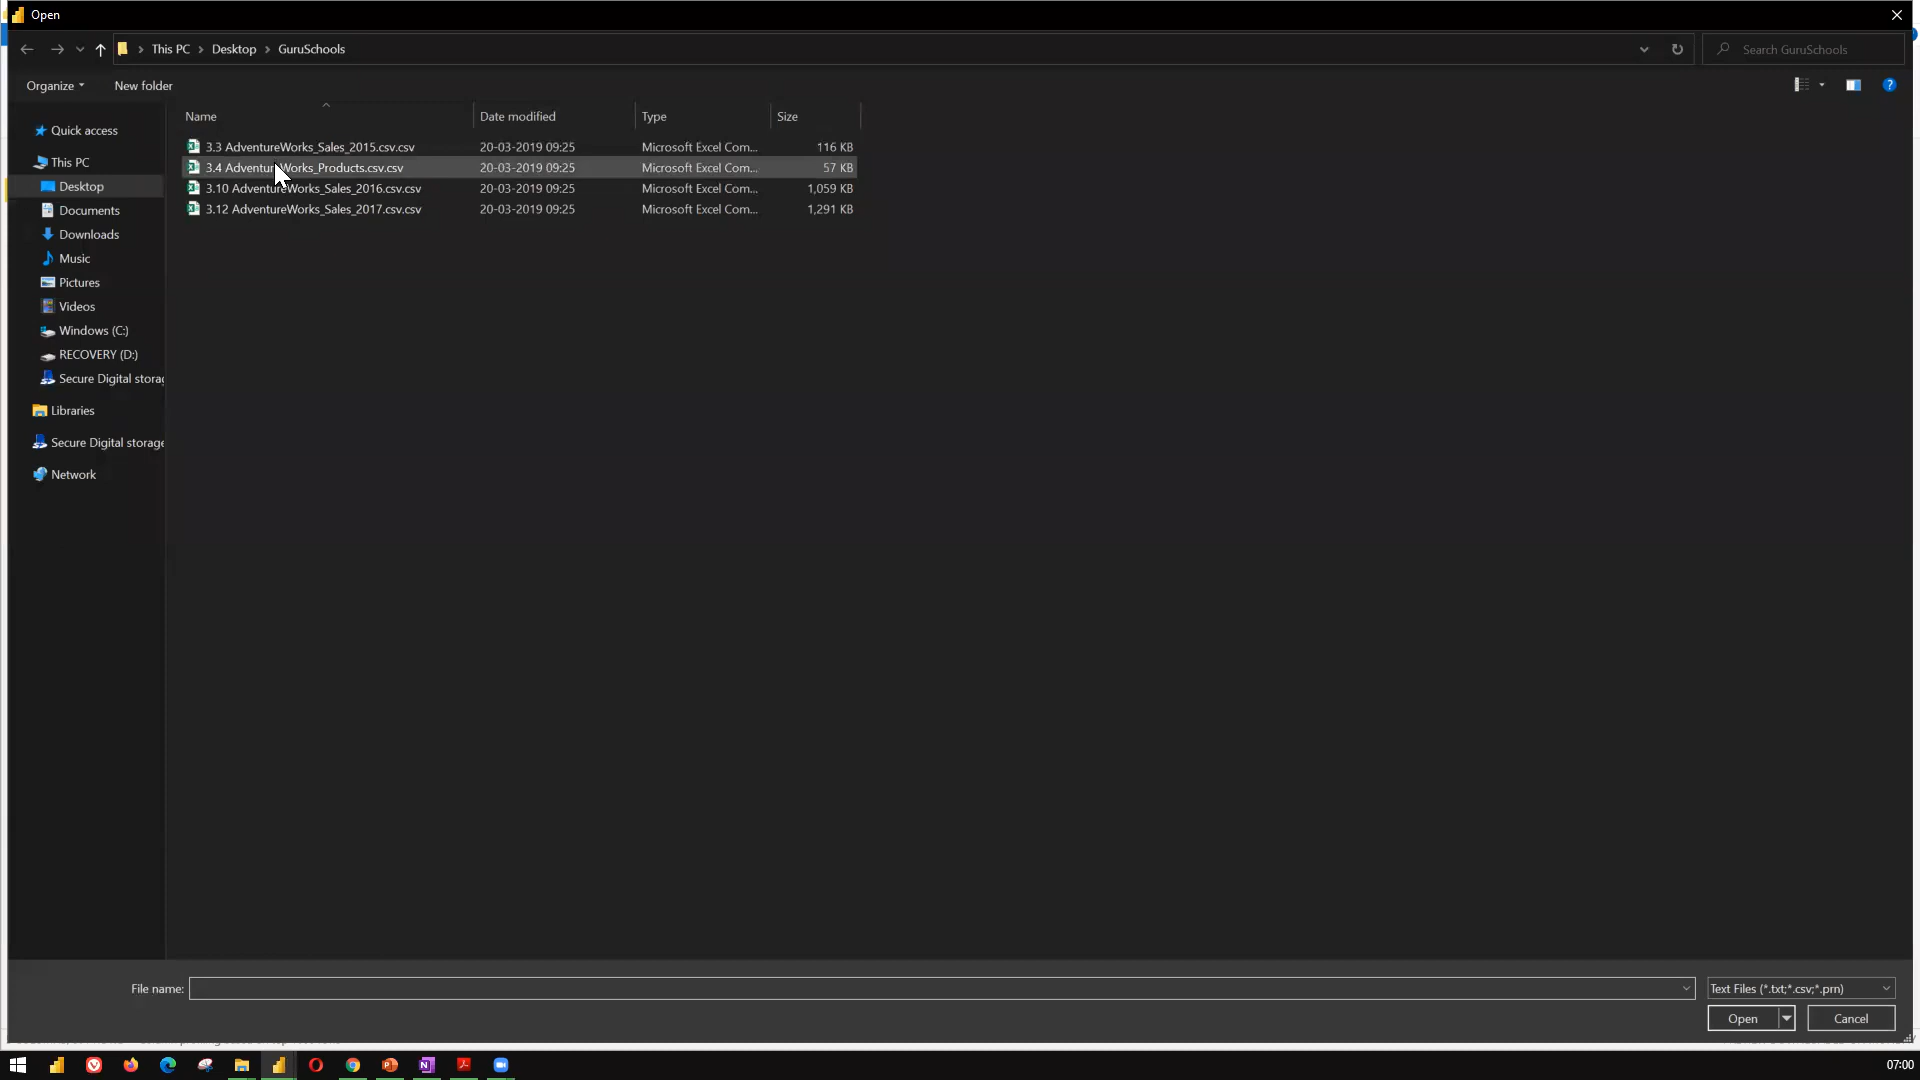 Open
This PC > Desktop > GuruSchools
Search GuruSchools
Organize
New folder
Name
Date modified
Type
Size
Quick access
This PC
Desktop
Documents
Downloads
Music
Pictures
Videos
Windows (C:)
RECOVERY (D:)
Secure Digital storag
Libraries
Secure Digital storage
Network
3.3 AdventureWorks_Sales_2015.csv.csv 20-03-2019 09:25 Microsoft Excel Com... 116 KB
3.4 AdventureWorks_Products.csv.csv 20-03-2019 09:25 Microsoft Excel Com... 57 KB
3.10 AdventureWorks_Sales_2016.csv.csv 20-03-2019 09:25 Microsoft Excel Com... 1,059 KB
3.12 AdventureWorks_Sales_2017.csv.csv 20-03-2019 09:25 Microsoft Excel Com... 1,291 KB
File name:
Text Files (*.txt;*.csv;*.prn)
Open
Cancel
07:00